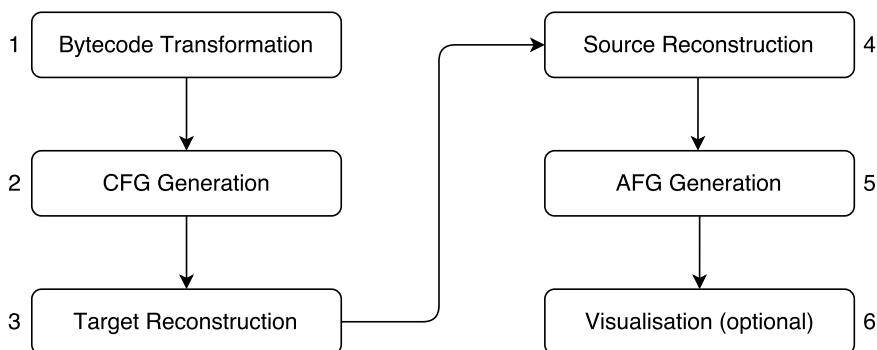 1 Bytecode Transformation
2 CFG Generation
3 Target Reconstruction
Source Reconstruction 4
AFG Generation 5
Visualisation (optional) 6